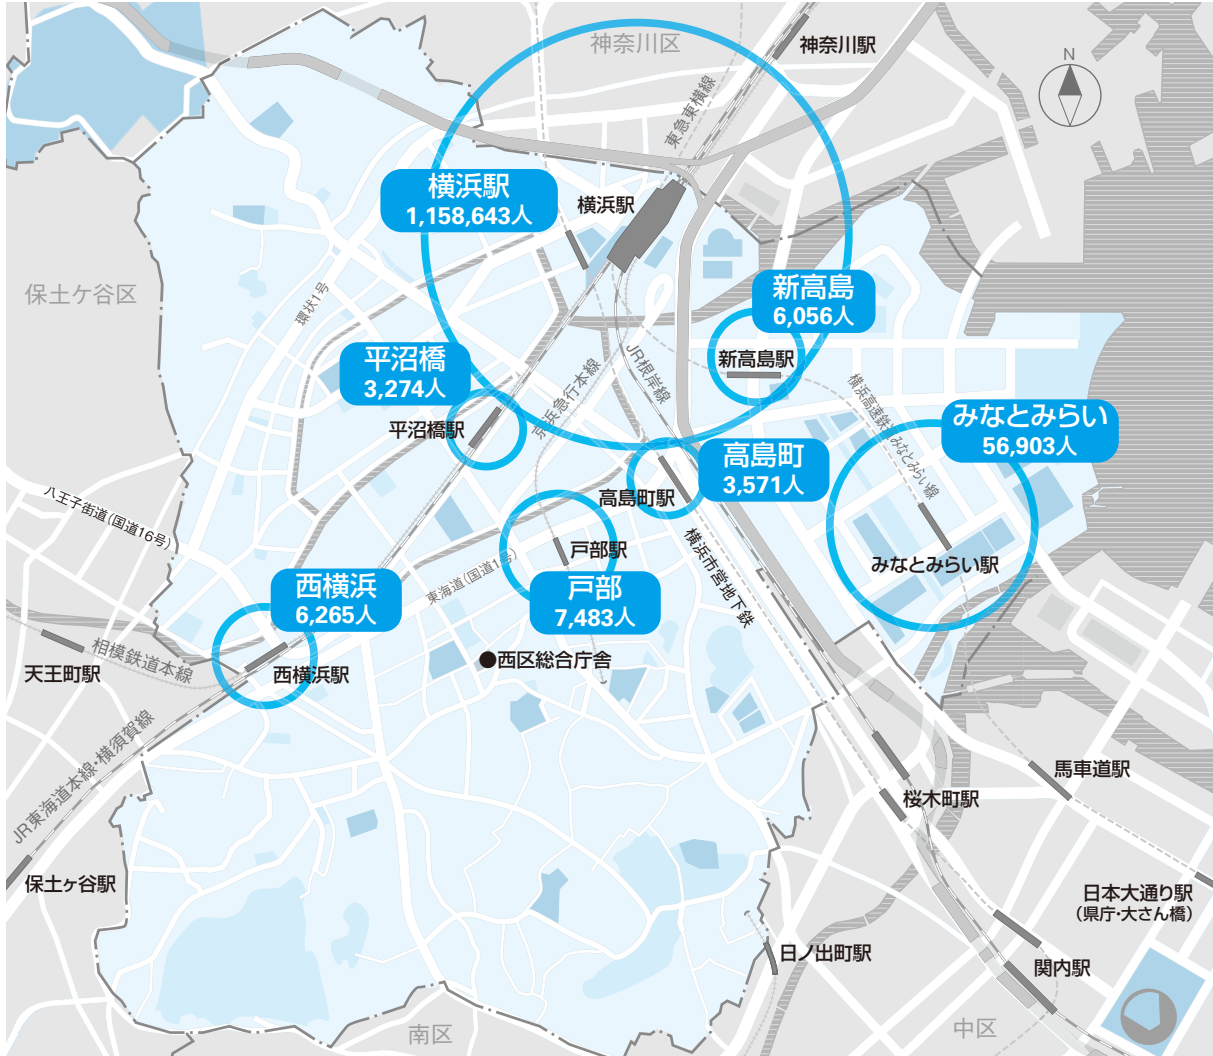 神奈川区
神奈川駅
N
東急東横線
横浜駅
1,158,643人
横浜駅
新高島
6,056人
保土ケ谷区
環状1号
平沼橋
3,274人
JR根岸線
新高島駅
京浜急行本線
横浜高速鉄道みなとみらい線
みなとみらい
56,903人
平沼橋駅
高島町
3,571人
高島町駅
八王子街道(国道16号)
戸部駅
戸部
7,483人
東海道(国道1号)
横浜市営地下鉄
みなとみらい駅
西横浜
6,265人
相模鉄道本線
天王町駅
西横浜駅
●西区総合庁舎
JR東海道本線・横須賀線
馬車道駅
桜木町駅
保土ヶ谷駅
日本大通り駅
(県庁・大さん橋)
日ノ出町駅
関内駅
南区
中区